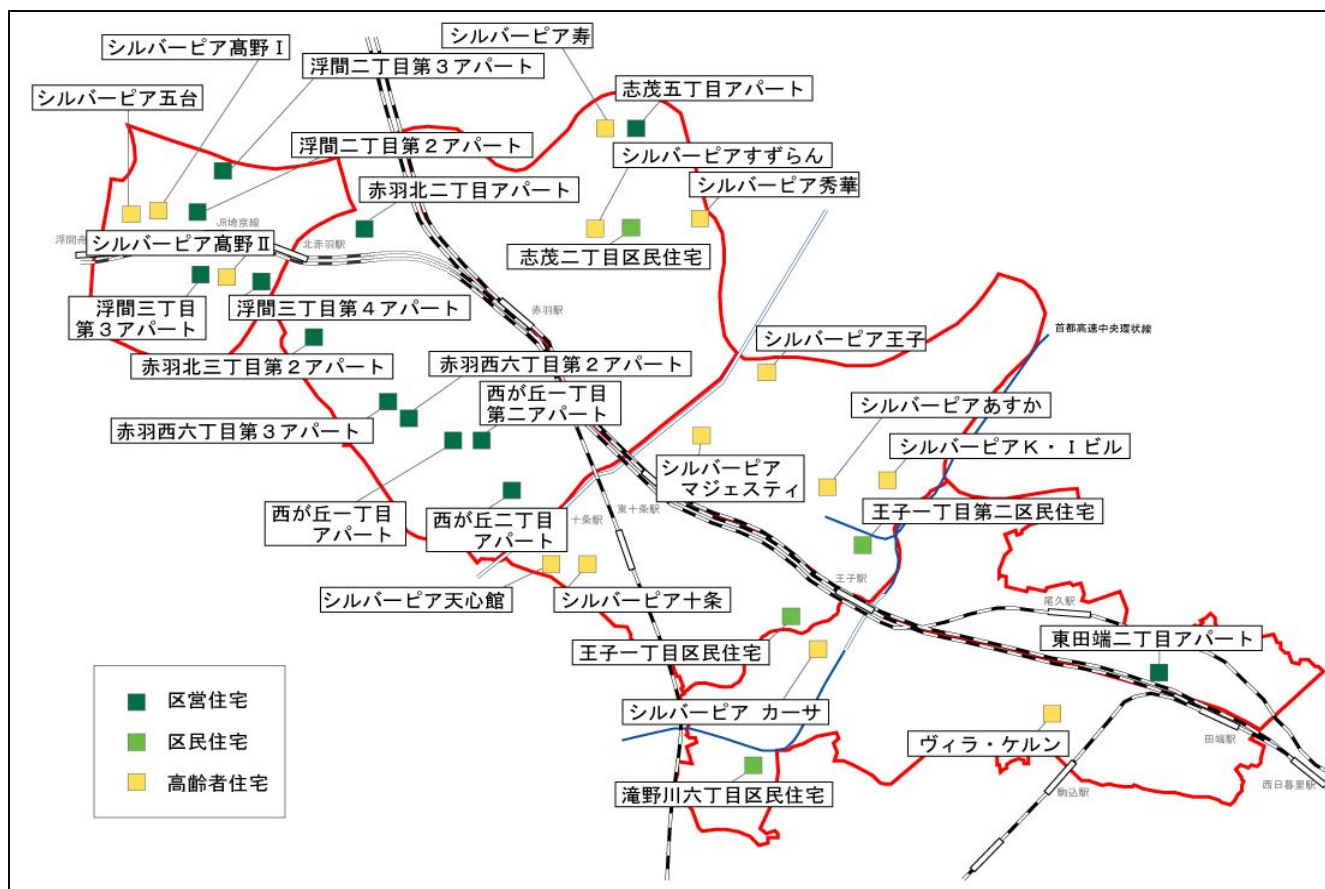 シルバーピア髙野Ⅰ
シルバーピア寿
浮間二丁目第３アパート
シルバーピア五台
志茂五丁目アパート
浮間二丁目第２アパート
シルバーピアすずらん
赤羽北二丁目アパート
シルバーピア秀華
JR埼京線
浮間舟
シルバーピア髙野Ⅱ
北赤羽駅
志茂二丁目区民住宅
浮間三丁目
第３アパート
浮間三丁目第４アパート
赤羽駅
首都高速中央環状線
シルバーピア王子
赤羽北三丁目第２アパート
赤羽西六丁目第２アパート
西が丘一丁目
第二アパート
シルバーピアあすか
赤羽西六丁目第３アパート
シルバーピアＫ・Ｉビル
シルバーピア
マジェスティ
西が丘一丁目
アパート
西が丘二丁目
アパート
十条駅
東十条駅
王子一丁目第二区民住宅
王子駅
シルバーピア天心館
シルバーピア十条
尾久駅
王子一丁目区民住宅
東田端二丁目アパート
区営住宅
区民住宅
高齢者住宅
シルバーピア カーサ
ヴィラ・ケルン
田端駅
滝野川六丁目区民住宅
駒込駅
西日暮里駅